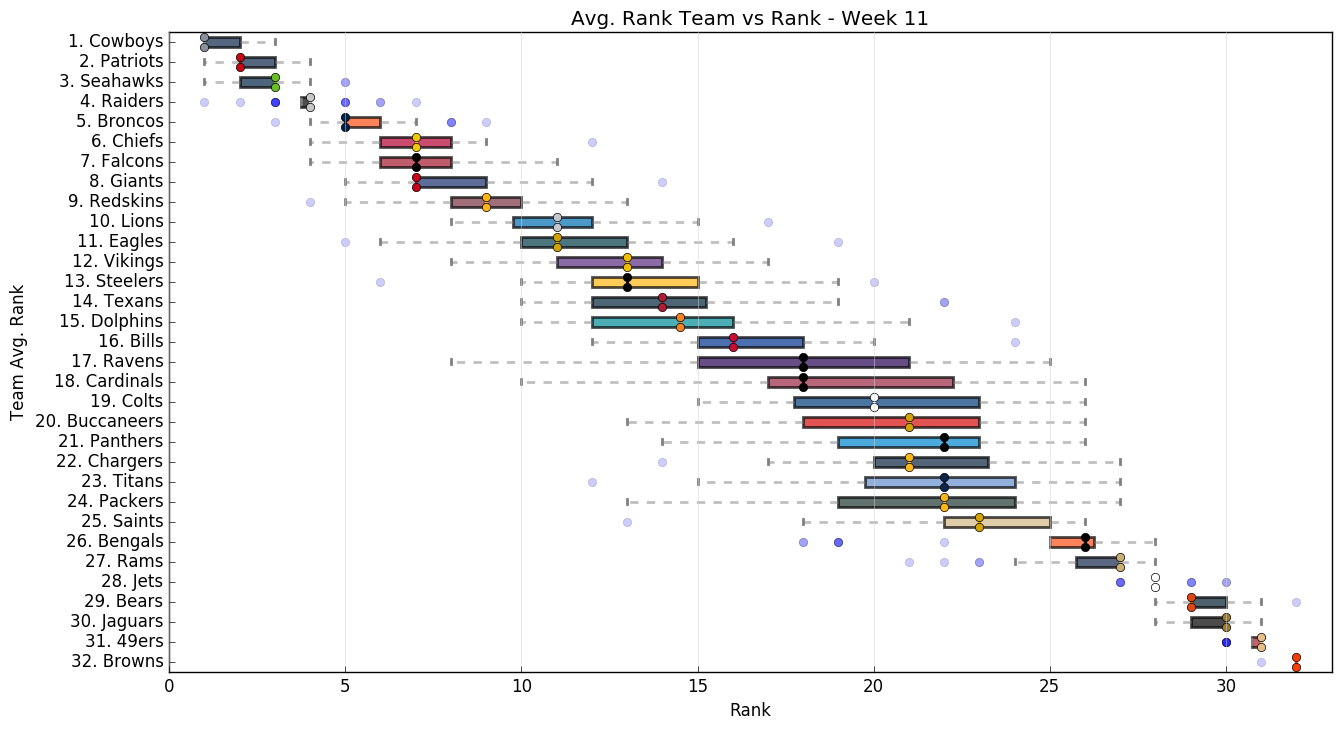 Avg. Rank Team vs Rank - Week 11
1. Cowboys
2. Patriots
3. Seahawks
4. Raiders
5. Broncos
6. Chiefs
7. Falcons
8. Giants
9. Redskins
10. Lions
11. Eagles
12. Vikings
13. Steelers
14. Texans
15. Dolphins
16. Bills
17. Ravens
18. Cardinals
19. Colts
20. Buccaneers
21. Panthers
22. Chargers
23. Titans
24. Packers
25. Saints
26. Bengals
27. Rams
28. Jets
29. Bears
30. Jaguars
31. 49ers
32. Browns
Team Avg. Rank
0 5 10 15 20 25 30
Rank